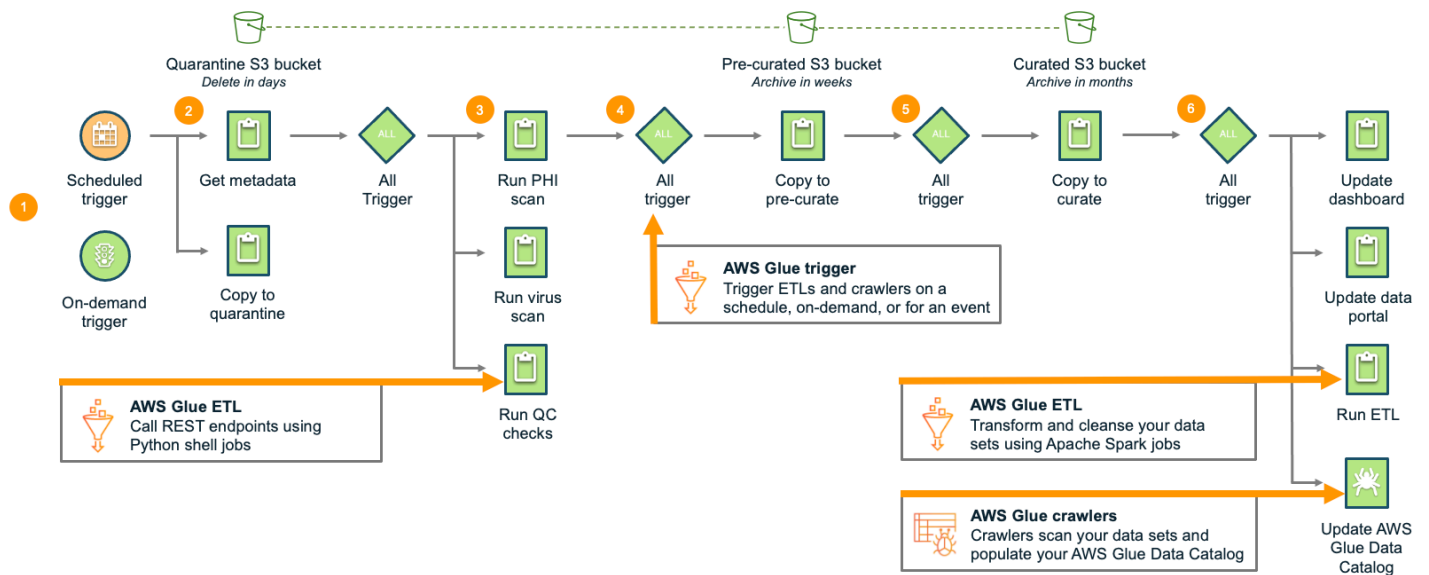 Quarantine S3 bucket
Delete in days
Pre-curated S3 bucket
Archive in weeks
Curated S3 bucket
Archive in months
1
2
3
4
5
6
Scheduled
trigger
On-demand
trigger
Get metadata
Copy to
quarantine
ALL
All
Trigger
Run PHI
scan
Run virus
scan
Run QC
checks
ALL
All
trigger
Copy to
pre-curate
ALL
All
trigger
Copy to
curate
ALL
All
trigger
Update
dashboard
Update data
portal
Run ETL
Update AWS
Glue Data
Catalog
AWS Glue trigger
Trigger ETLs and crawlers on a
schedule, on-demand, or for an event
AWS Glue ETL
Call REST endpoints using
Python shell jobs
AWS Glue ETL
Transform and cleanse your data
sets using Apache Spark jobs
AWS Glue crawlers
Crawlers scan your data sets and
populate your AWS Glue Data Catalog